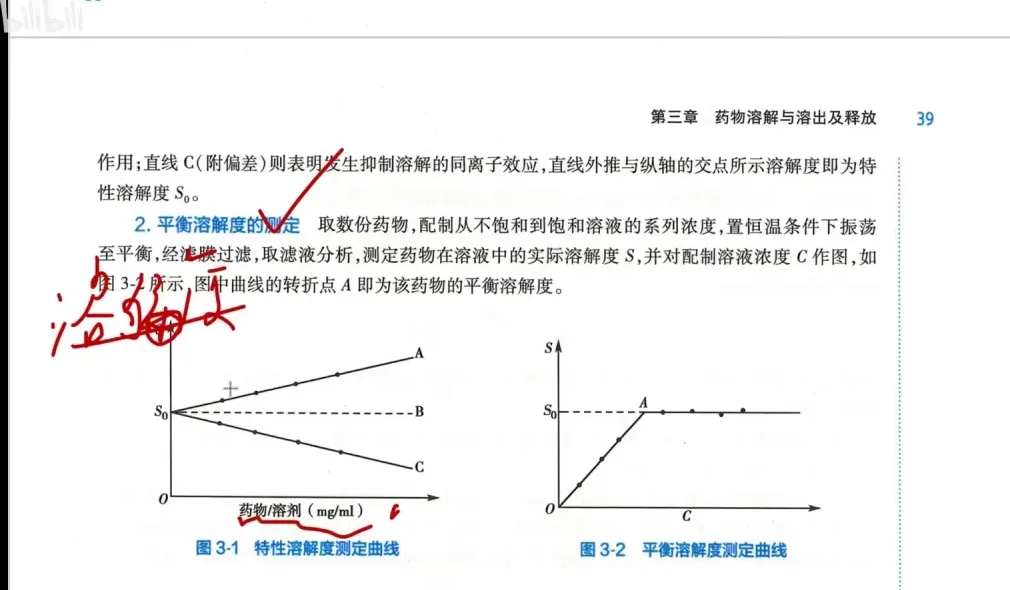 bilibili
第三章 药物溶解与溶出及释放 39
作用;直线 C(附偏差)则表明发生抑制溶解的同离子效应,直线外推与纵轴的交点所示溶解度即为特
性溶解度 S₀。
2. 平衡溶解度的测定 取数份药物,配制从不饱和到饱和溶液的系列浓度,置恒温条件下振荡
至平衡,经滤膜过滤,取滤液分析,测定药物在溶液中的实际溶解度 S,并对配制溶液浓度 C 作图,如
图 3-2 所示,图中曲线的转折点 A 即为该药物的平衡溶解度。
溶解度
A
S₀
B
C
O
药物/溶剂(mg/ml)
图 3-1 特性溶解度测定曲线
S
S₀
A
O
C
图 3-2 平衡溶解度测定曲线